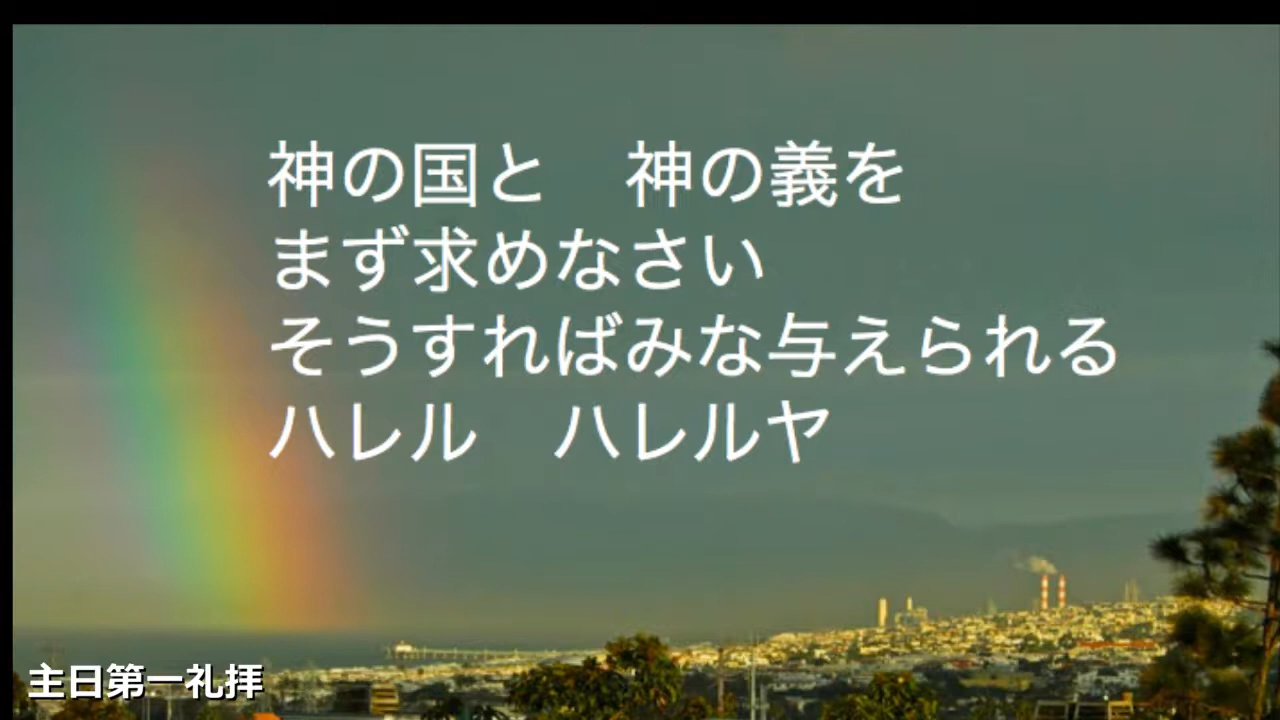 神の国と　神の義を
まず求めなさい
そうすればみな与えられる
ハレル　ハレルヤ
主日第一礼拝